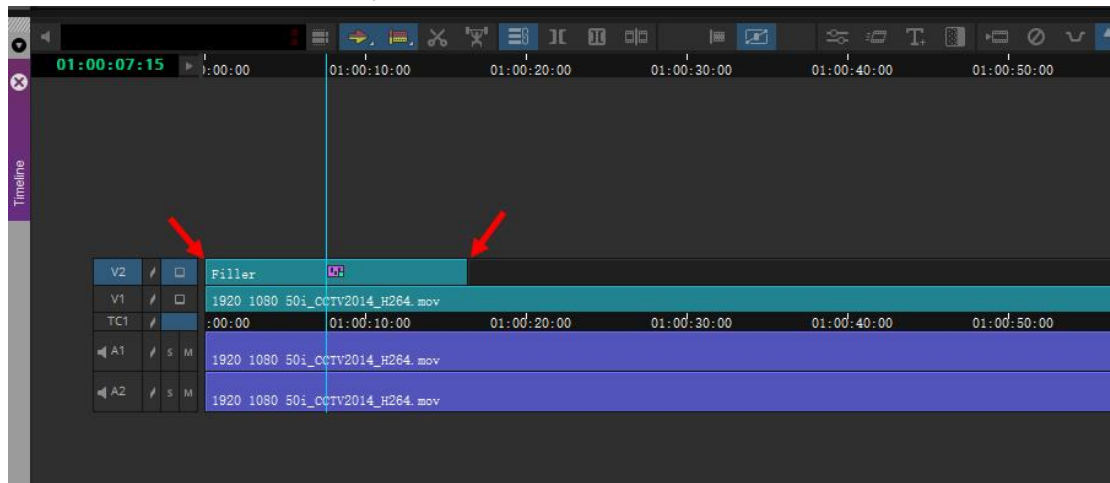 01:00:07:15
:00:00 01:00:10:00 01:00:20:00 01:00:30:00 01:00:40:00 01:00:50:00
Timeline
V2 Filler
V1 1920 1080 50i_CCTV2014_H264.mov
TC1 :00:00 01:00:10:00 01:00:20:00 01:00:30:00 01:00:40:00 01:00:50:00
A1 S M 1920 1080 50i_CCTV2014_H264.mov
A2 S M 1920 1080 50i_CCTV2014_H264.mov